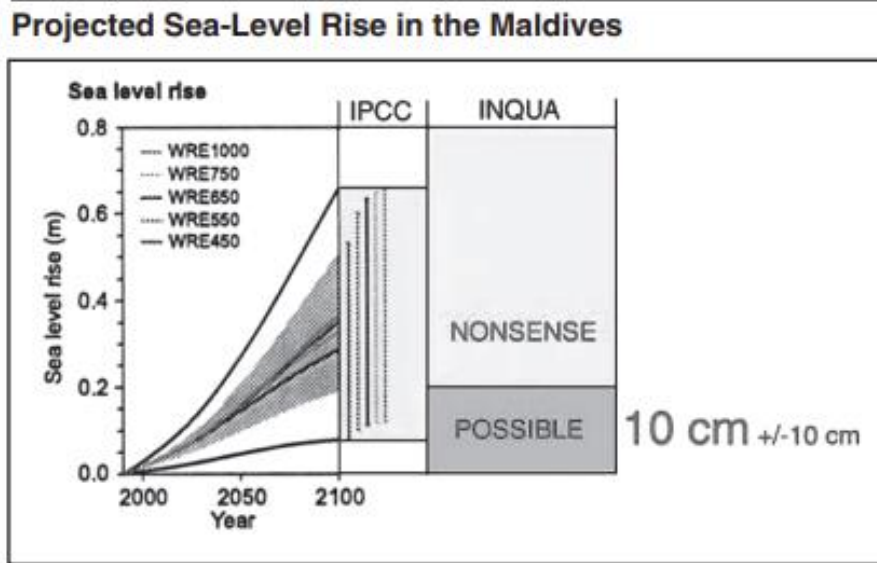 Projected Sea-Level Rise in the Maldives
Sea level rise
IPCC
INQUA
0.8
0.6
0.4
0.2
0.0
Sea level rise (m)
WRE1000
WRE750
WRE650
WRE550
WRE450
2000
2050
2100
Year
NONSENSE
POSSIBLE
10 cm +/-10 cm